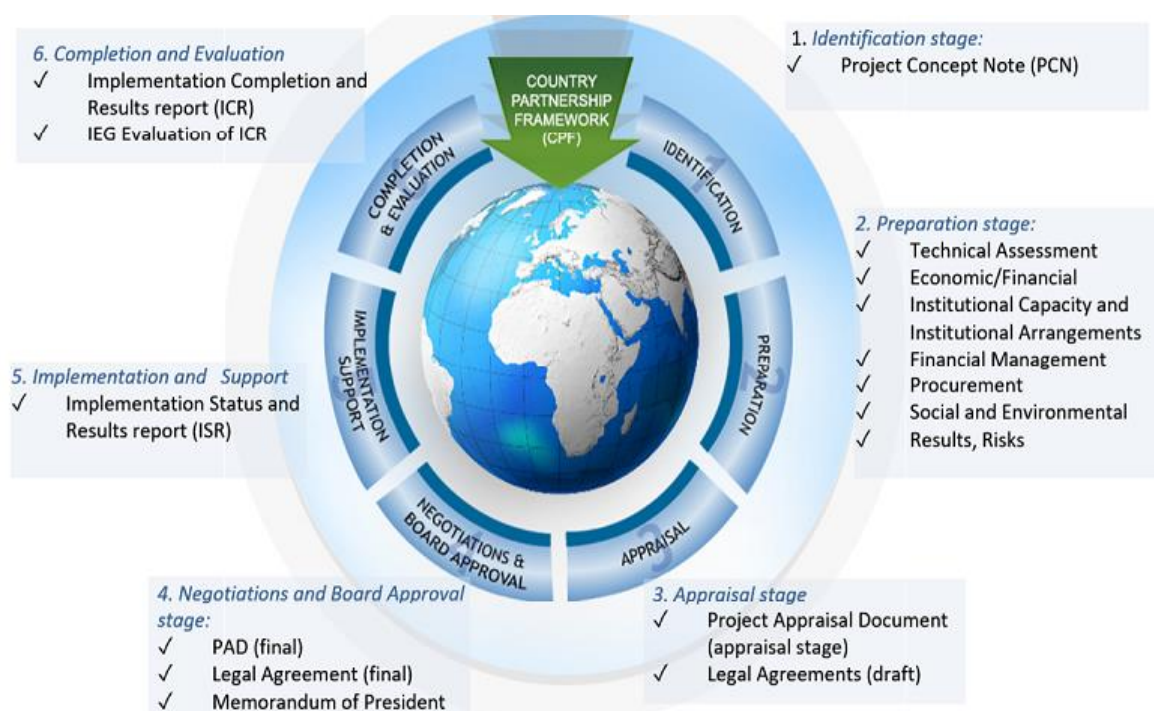 6. Completion and Evaluation
✓ Implementation Completion and
Results report (ICR)
✓ IEG Evaluation of ICR
COUNTRY
PARTNERSHIP
FRAMEWORK
(CPF)
1. Identification stage:
✓ Project Concept Note (PCN)
1
IDENTIFICATION
2. Preparation stage:
✓ Technical Assessment
✓ Economic/Financial
✓ Institutional Capacity and
Institutional Arrangements
✓ Financial Management
✓ Procurement
✓ Social and Environmental
✓ Results, Risks
2
PREPARATION
3
APPRAISAL
3. Appraisal stage
✓ Project Appraisal Document
(appraisal stage)
✓ Legal Agreements (draft)
4
NEGOTIATIONS &
BOARD APPROVAL
4. Negotiations and Board Approval
stage:
✓ PAD (final)
✓ Legal Agreement (final)
✓ Memorandum of President
IMPLEMENTATION
SUPPORT
5. Implementation and Support
✓ Implementation Status and
Results report (ISR)
COMPLETION
& EVALUATION